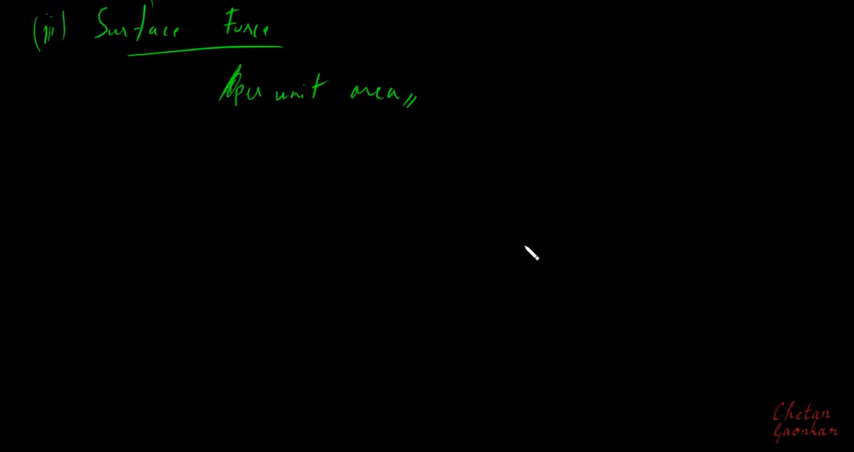 (iii) Surface Force
per unit area,,
Chetan
Gaonkar